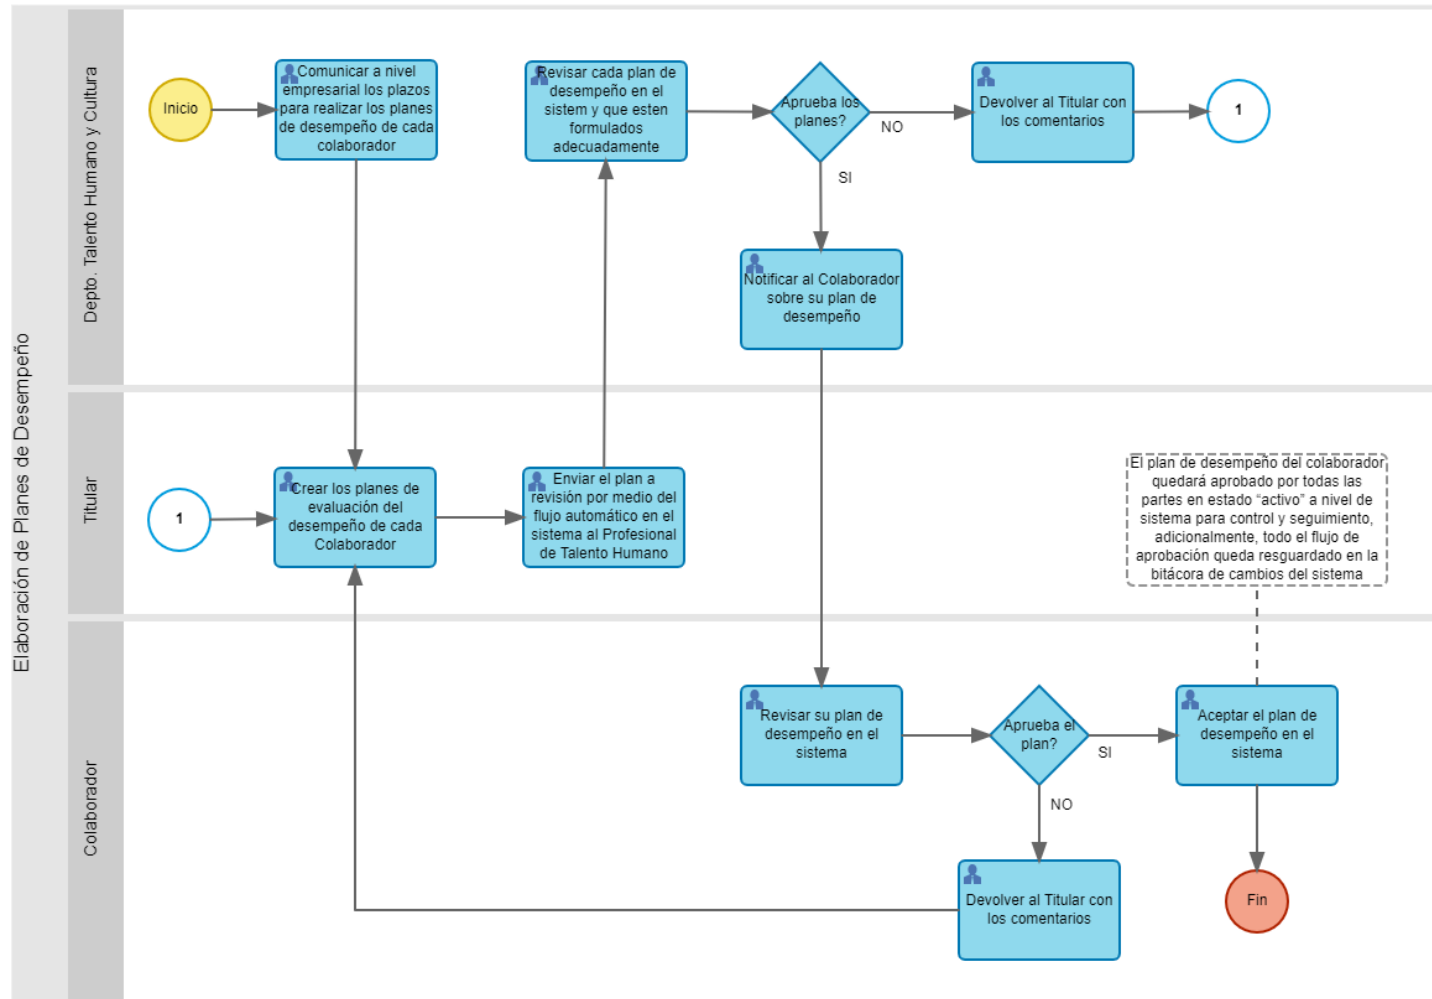 Elaboración de Planes de Desempeño
Depto. Talento Humano y Cultura
Inicio
Comunicar a nivel
empresarial los plazos
para realizar los planes
de desempeño de cada
colaborador
Revisar cada plan de
desempeño en el
sistem y que esten
formulados
adecuadamente
Aprueba los
planes?
NO
SI
Devolver al Titular con
los comentarios
1
Notificar al Colaborador
sobre su plan de
desempeño
Titular
1
Crear los planes de
evaluación del
desempeño de cada
Colaborador
Enviar el plan a
revisión por medio del
flujo automático en el
sistema al Profesional
de Talento Humano
El plan de desempeño del colaborador
quedará aprobado por todas las
partes en estado “activo” a nivel de
sistema para control y seguimiento,
adicionalmente, todo el flujo de
aprobación queda resguardado en la
bitácora de cambios del sistema
Colaborador
Revisar su plan de
desempeño en el
sistema
Aprueba el
plan?
SI
NO
Aceptar el plan de
desempeño en el
sistema
Devolver al Titular con
los comentarios
Fin